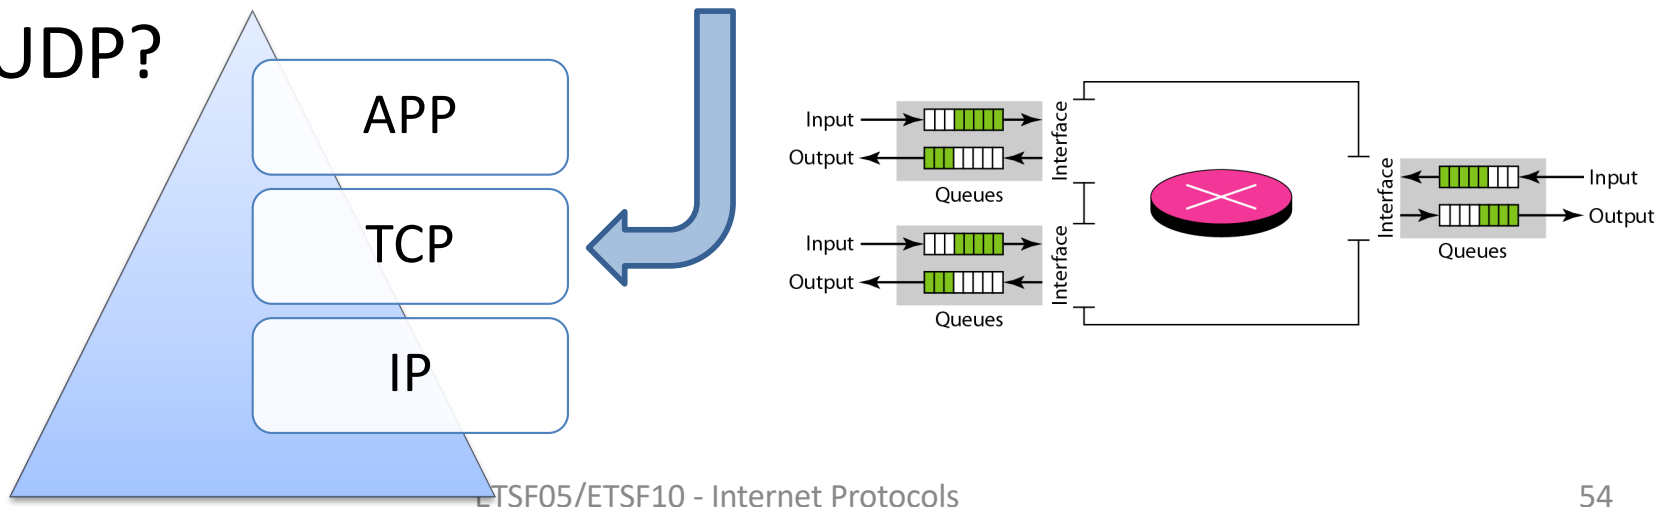 UDP?
APP
TCP
IP
Input
Output
Queues
Interface
Input
Output
Queues
Interface
Interface
Input
Output
Queues
ETSF05/ETSF10 - Internet Protocols
54